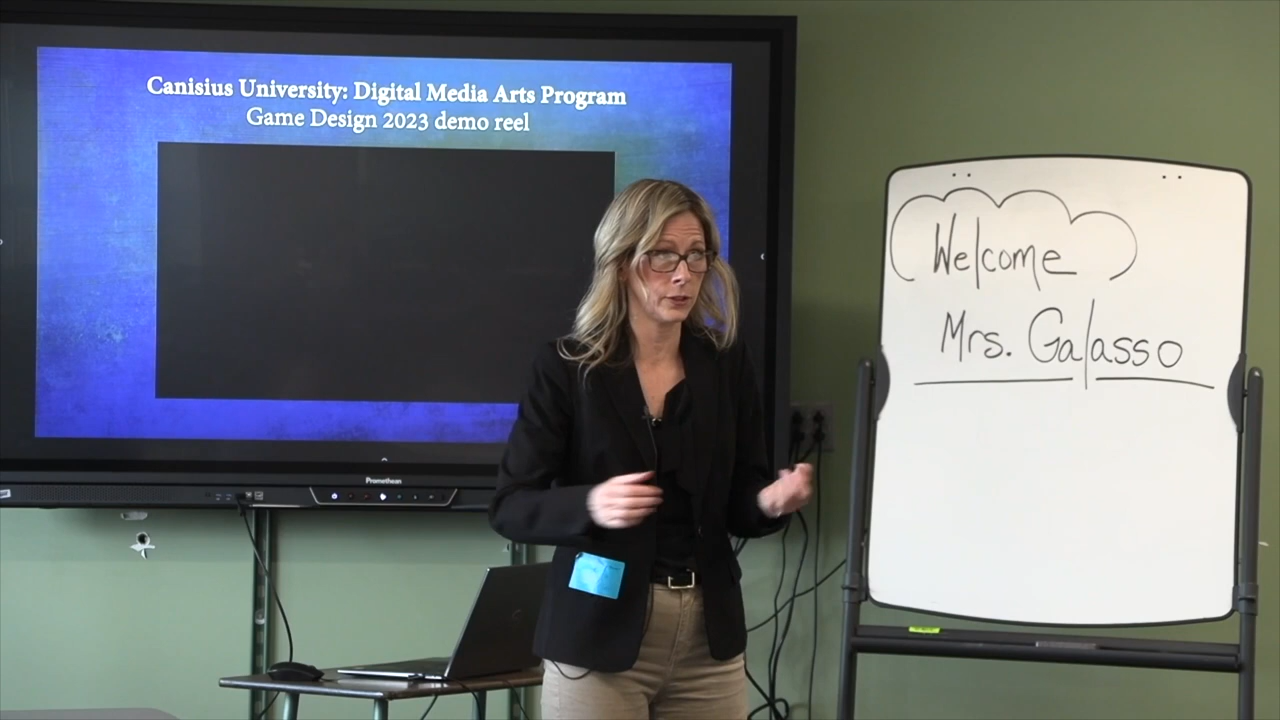 Canisius University: Digital Media Arts Program
Game Design 2023 demo reel
Welcome
Mrs. Galasso
Promethean